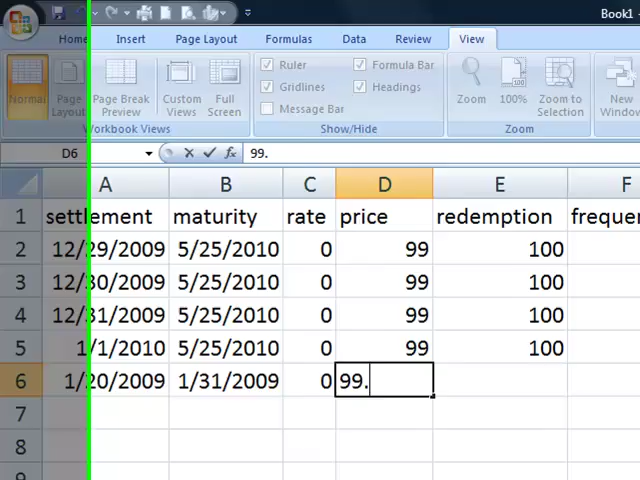 Book1 -
Home Insert Page Layout Formulas Data Review View
Normal Page Layout Page Break Preview Custom Views Full Screen
Ruler Formula Bar
Gridlines Headings
Message Bar
Zoom 100% Zoom to Selection New Window
Workbook Views Show/Hide Zoom
D6 fx 99.
A B C D E F
1 settlement maturity rate price redemption frequen
2 12/29/2009 5/25/2010 0 99 100
3 12/30/2009 5/25/2010 0 99 100
4 12/31/2009 5/25/2010 0 99 100
5 1/1/2010 5/25/2010 0 99 100
6 1/20/2009 1/31/2009 0 99.
7
8